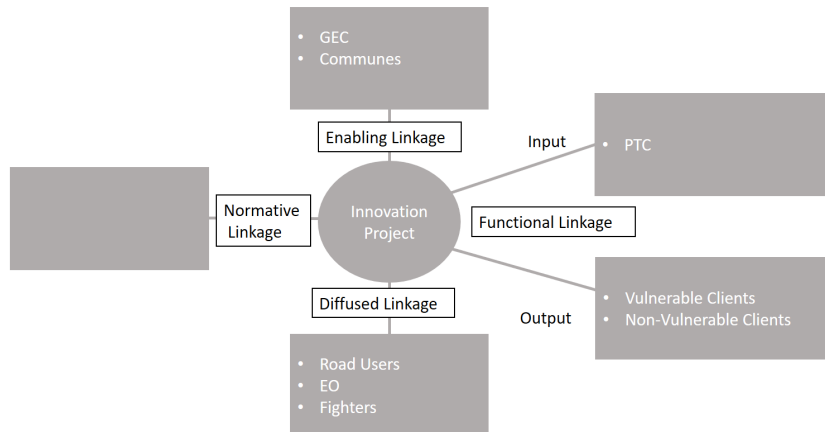 • GEC
• Communes
Enabling Linkage
Input
• PTC
Normative
Linkage
Innovation
Project
Functional Linkage
Diffused Linkage
Output
• Vulnerable Clients
• Non-Vulnerable Clients
• Road Users
• EO
• Fighters